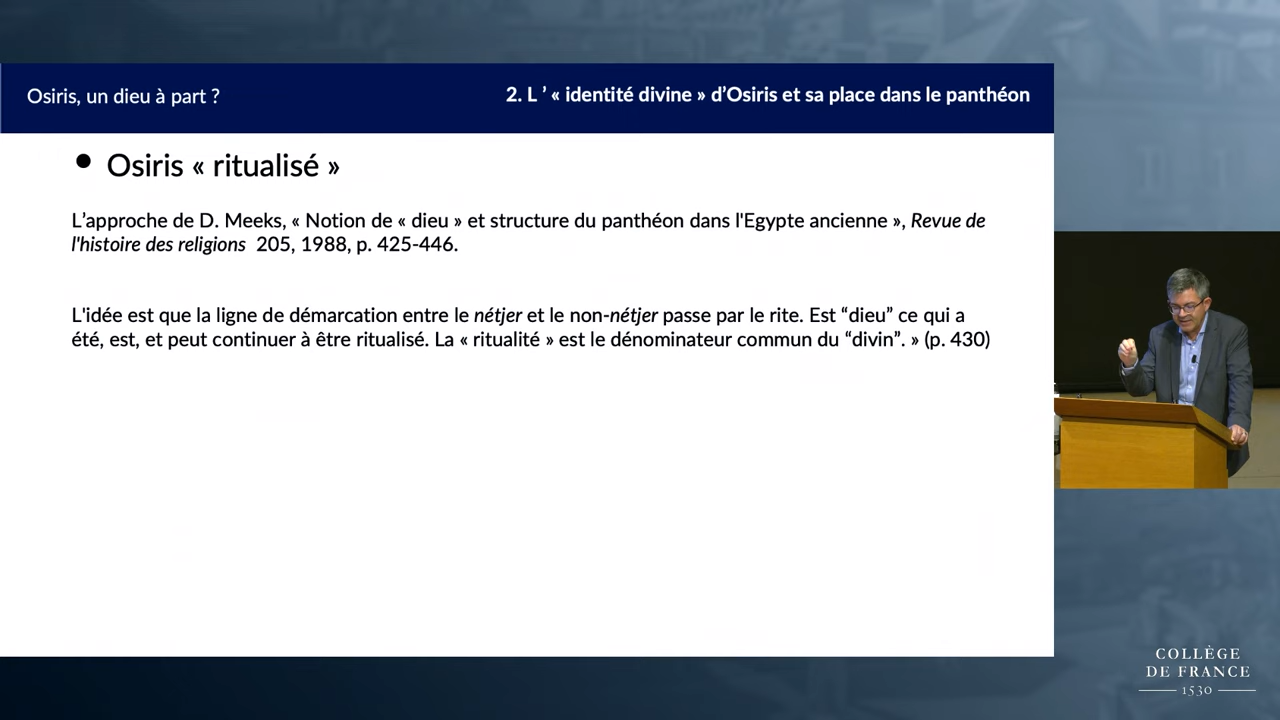 Osiris, un dieu à part ?
2. L ’ « identité divine » d’Osiris et sa place dans le panthéon
• Osiris « ritualisé »
L’approche de D. Meeks, « Notion de « dieu » et structure du panthéon dans l'Egypte ancienne », Revue de
l'histoire des religions 205, 1988, p. 425-446.
L'idée est que la ligne de démarcation entre le nétjer et le non-nétjer passe par le rite. Est “dieu” ce qui a
été, est, et peut continuer à être ritualisé. La « ritualité » est le dénominateur commun du “divin”. » (p. 430)
COLLÈGE
DE FRANCE
1530